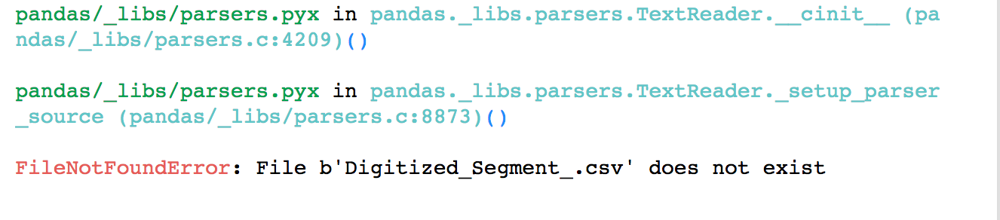 pandas/_libs/parsers.pyx in pandas._libs.parsers.TextReader.__cinit__ (pa
ndas/_libs/parsers.c:4209)()
pandas/_libs/parsers.pyx in pandas._libs.parsers.TextReader._setup_parser
_source (pandas/_libs/parsers.c:8873)()
FileNotFoundError: File b'Digitized_Segment_.csv' does not exist